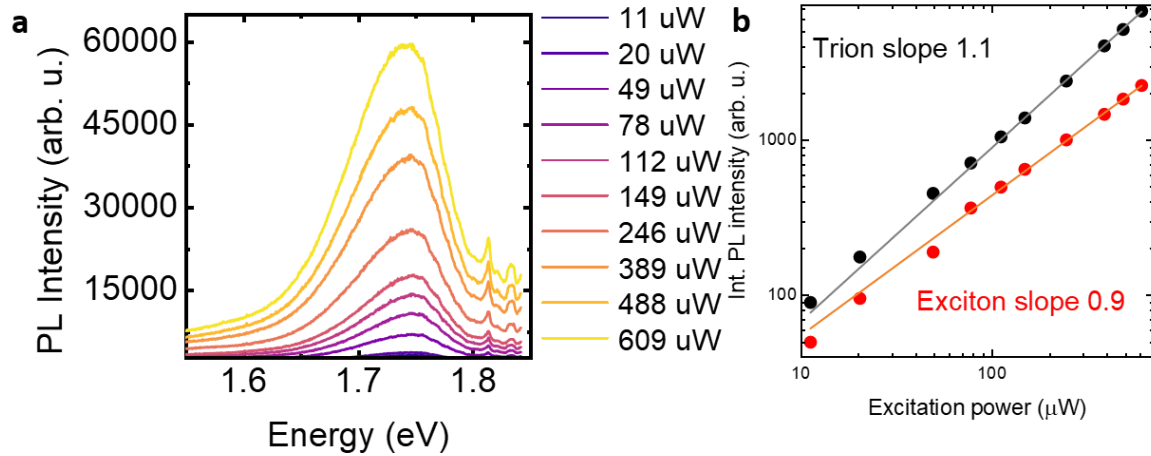 a
PL Intensity (arb. u.)
60000
45000
30000
15000
1.6
1.7
1.8
Energy (eV)
11 uW
20 uW
49 uW
78 uW
112 uW
149 uW
246 uW
389 uW
488 uW
609 uW
b
Int. PL intensity (arb. u.)
Trion slope 1.1
1000
100
Exciton slope 0.9
10
100
1000
Excitation power (μW)